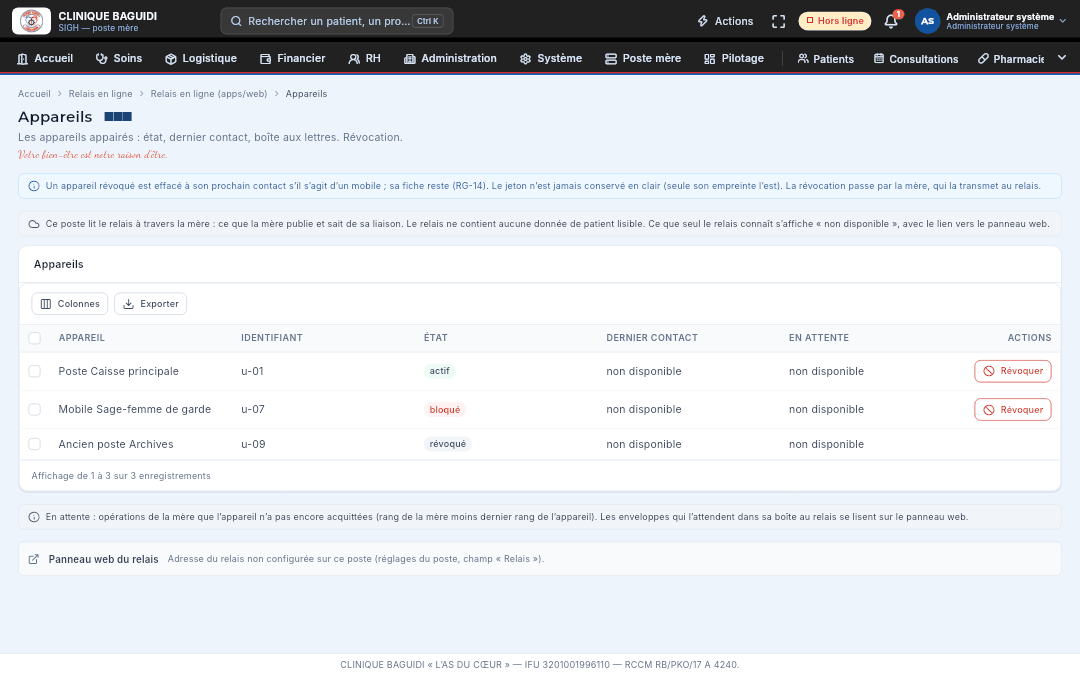 CLINIQUE BAGUIDI
SIGH — poste mère
Rechercher un patient, un pro... Ctrl K
Actions
Hors ligne
1
AS
Administrateur système
Administrateur système
Accueil Soins Logistique Financier RH Administration Système Poste mère Pilotage Patients Consultations Pharmacie
Accueil > Relais en ligne > Relais en ligne (apps/web) > Appareils
Appareils
Les appareils appairés : état, dernier contact, boîte aux lettres. Révocation.
Votre bien-être est notre raison d'être.
Un appareil révoqué est effacé à son prochain contact s'il s'agit d'un mobile ; sa fiche reste (RG-14). Le jeton n'est jamais conservé en clair (seule son empreinte l'est). La révocation passe par la mère, qui la transmet au relais.
Ce poste lit le relais à travers la mère : ce que la mère publie et sait de sa liaison. Le relais ne contient aucune donnée de patient lisible. Ce que seul le relais connaît s'affiche « non disponible », avec le lien vers le panneau web.
Appareils
Colonnes Exporter
APPAREIL IDENTIFIANT ÉTAT DERNIER CONTACT EN ATTENTE ACTIONS
Poste Caisse principale u-01 actif non disponible non disponible Révoquer
Mobile Sage-femme de garde u-07 bloqué non disponible non disponible Révoquer
Ancien poste Archives u-09 révoqué non disponible non disponible
Affichage de 1 à 3 sur 3 enregistrements
En attente : opérations de la mère que l'appareil n'a pas encore acquittées (rang de la mère moins dernier rang de l'appareil). Les enveloppes qui l'attendent dans sa boîte au relais se lisent sur le panneau web.
Panneau web du relais Adresse du relais non configurée sur ce poste (réglages du poste, champ « Relais »).
CLINIQUE BAGUIDI « L'AS DU CŒUR » — IFU 3201001996110 — RCCM RB/PKO/17 A 4240.